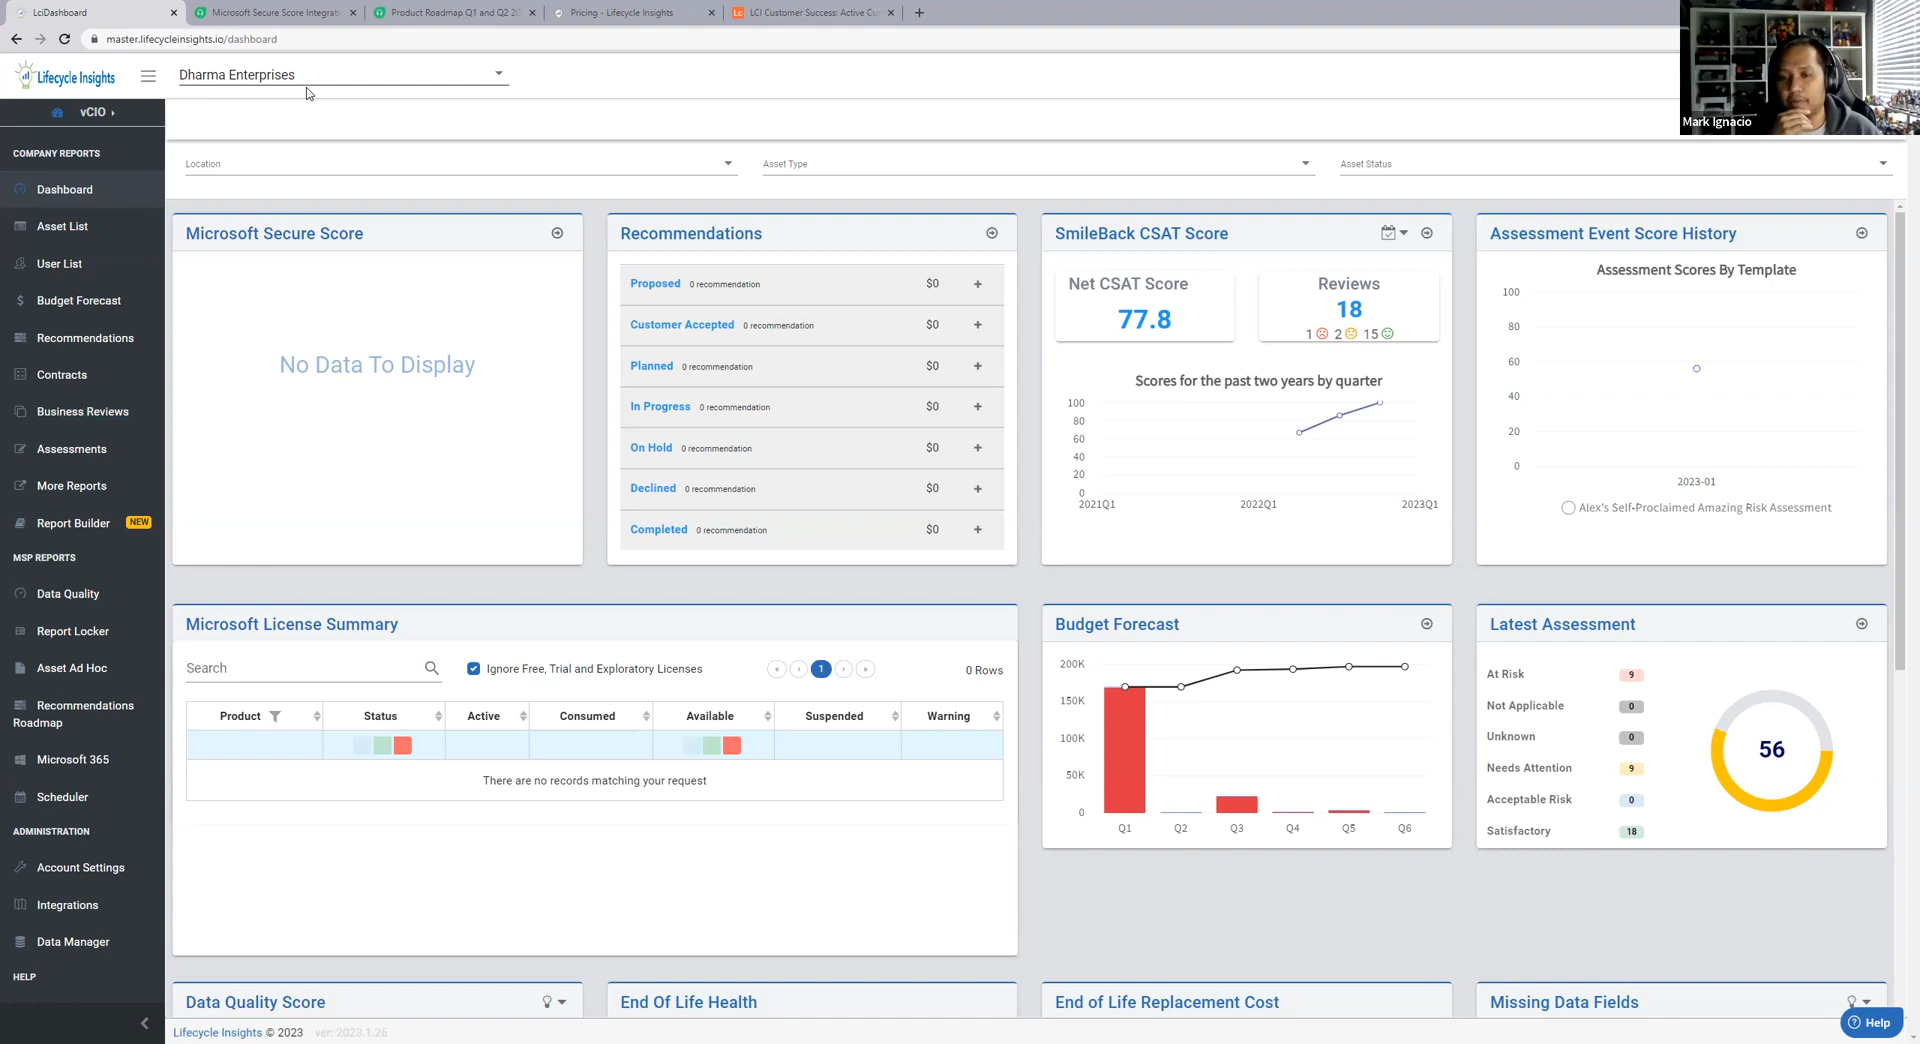 LciDashboard
Microsoft Secure Score Integrati
Product Roadmap Q1 and Q2 20
Pricing - Lifecycle Insights
LCI Customer Success: Active Cu
master.lifecycleinsights.io/dashboard
Lifecycle Insights
Dharma Enterprises
Mark Ignacio
vCIO
COMPANY REPORTS
Dashboard
Asset List
User List
Budget Forecast
Recommendations
Contracts
Business Reviews
Assessments
More Reports
Report Builder NEW
MSP REPORTS
Data Quality
Report Locker
Asset Ad Hoc
Recommendations
Roadmap
Microsoft 365
Scheduler
ADMINISTRATION
Account Settings
Integrations
Data Manager
HELP
Location
Asset Type
Asset Status
Microsoft Secure Score
No Data To Display
Recommendations
Proposed 0 recommendation $0 +
Customer Accepted 0 recommendation $0 +
Planned 0 recommendation $0 +
In Progress 0 recommendation $0 +
On Hold 0 recommendation $0 +
Declined 0 recommendation $0 +
Completed 0 recommendation $0 +
SmileBack CSAT Score
Net CSAT Score
77.8
Reviews
18
1 2 15
Scores for the past two years by quarter
100
80
60
40
20
0
2021Q1 2022Q1 2023Q1
Assessment Event Score History
Assessment Scores By Template
100
80
60
40
20
0
2023-01
Alex's Self-Proclaimed Amazing Risk Assessment
Microsoft License Summary
Search
Ignore Free, Trial and Exploratory Licenses
« ‹ 1 › »
0 Rows
Product Status Active Consumed Available Suspended Warning
There are no records matching your request
Budget Forecast
200K
150K
100K
50K
0
Q1 Q2 Q3 Q4 Q5 Q6
Latest Assessment
At Risk 9
Not Applicable 0
Unknown 0
Needs Attention 9
Acceptable Risk 0
Satisfactory 18
56
Data Quality Score
End Of Life Health
End of Life Replacement Cost
Missing Data Fields
Lifecycle Insights © 2023 ver: 2023.1.26
Help